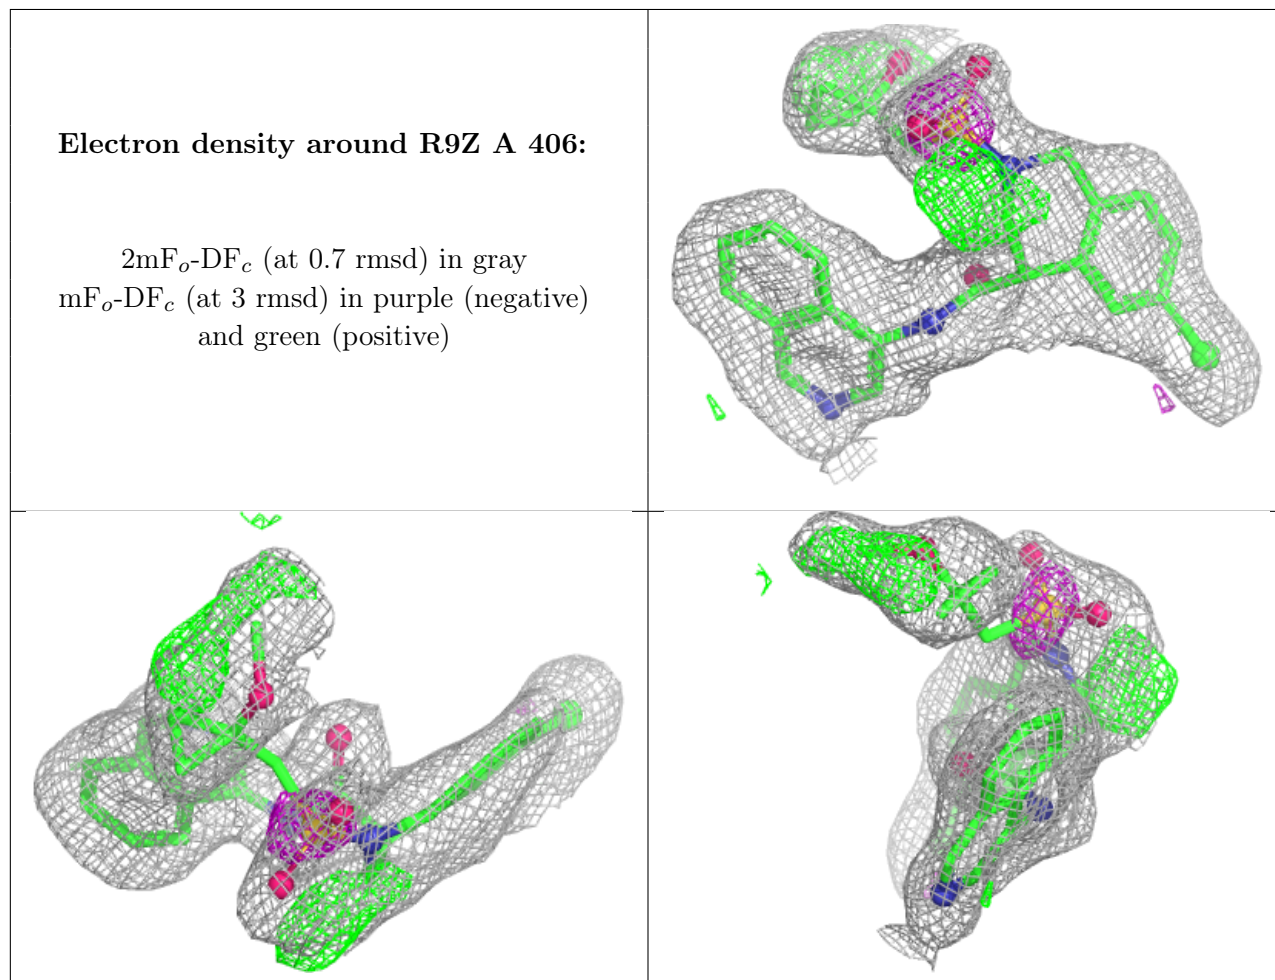 Electron density around R9Z A 406:
2mFo-DFc (at 0.7 rmsd) in gray
mFo-DFc (at 3 rmsd) in purple (negative)
and green (positive)